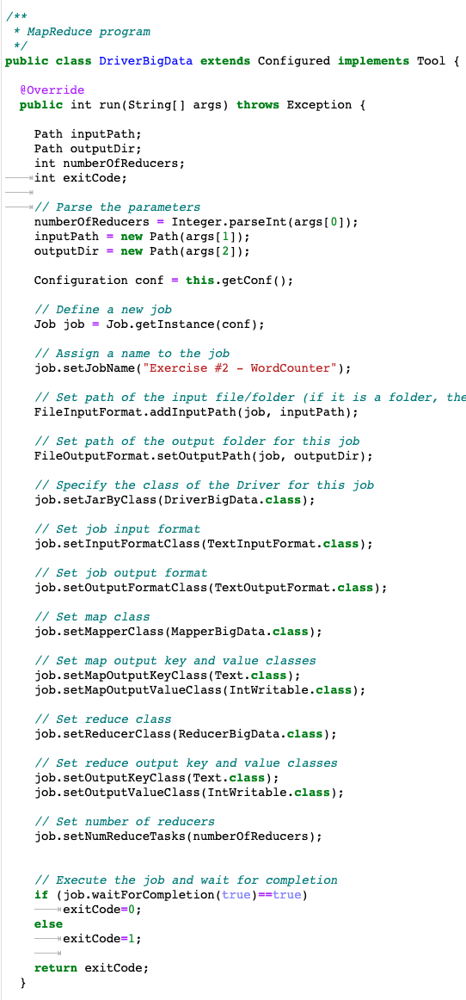 /**
 * MapReduce program
 */
public class DriverBigData extends Configured implements Tool {
  @Override
  public int run(String[] args) throws Exception {
    Path inputPath;
    Path outputDir;
    int numberOfReducers;
    int exitCode;
    // Parse the parameters
    numberOfReducers = Integer.parseInt(args[0]);
    inputPath = new Path(args[1]);
    outputDir = new Path(args[2]);
    Configuration conf = this.getConf();
    // Define a new job
    Job job = Job.getInstance(conf);
    // Assign a name to the job
    job.setJobName("Exercise #2 - WordCounter");
    // Set path of the input file/folder (if it is a folder, the
    FileInputFormat.addInputPath(job, inputPath);
    // Set path of the output folder for this job
    FileOutputFormat.setOutputPath(job, outputDir);
    // Specify the class of the Driver for this job
    job.setJarByClass(DriverBigData.class);
    // Set job input format
    job.setInputFormatClass(TextInputFormat.class);
    // Set job output format
    job.setOutputFormatClass(TextOutputFormat.class);
    // Set map class
    job.setMapperClass(MapperBigData.class);
    // Set map output key and value classes
    job.setMapOutputKeyClass(Text.class);
    job.setMapOutputValueClass(IntWritable.class);
    // Set reduce class
    job.setReducerClass(ReducerBigData.class);
    // Set reduce output key and value classes
    job.setOutputKeyClass(Text.class);
    job.setOutputValueClass(IntWritable.class);
    // Set number of reducers
    job.setNumReduceTasks(numberOfReducers);
    // Execute the job and wait for completion
    if (job.waitForCompletion(true)==true)
        exitCode=0;
    else
        exitCode=1;
    return exitCode;
  }